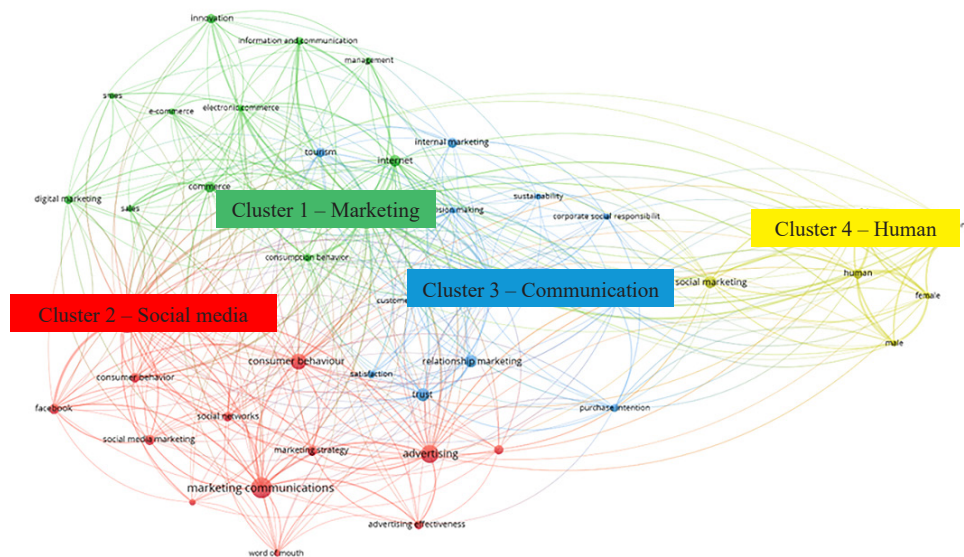 innovation
information and communication
management
smes
e-commerce
electronic commerce
tourism
internal marketing
internet
commerce
digital marketing
sales
sustainability
making
corporate social responsibilit
Cluster 1 – Marketing
Cluster 4 – Human
consumption behavior
human
Cluster 3 – Communication
social marketing
female
custome
Cluster 2 – Social media
male
consumer behaviour
relationship marketing
satisfaction
consumer behavior
trust
facebook
social networks
purchase intention
social media marketing
marketing strategy
advertising
marketing communications
advertising effectiveness
word of mouth